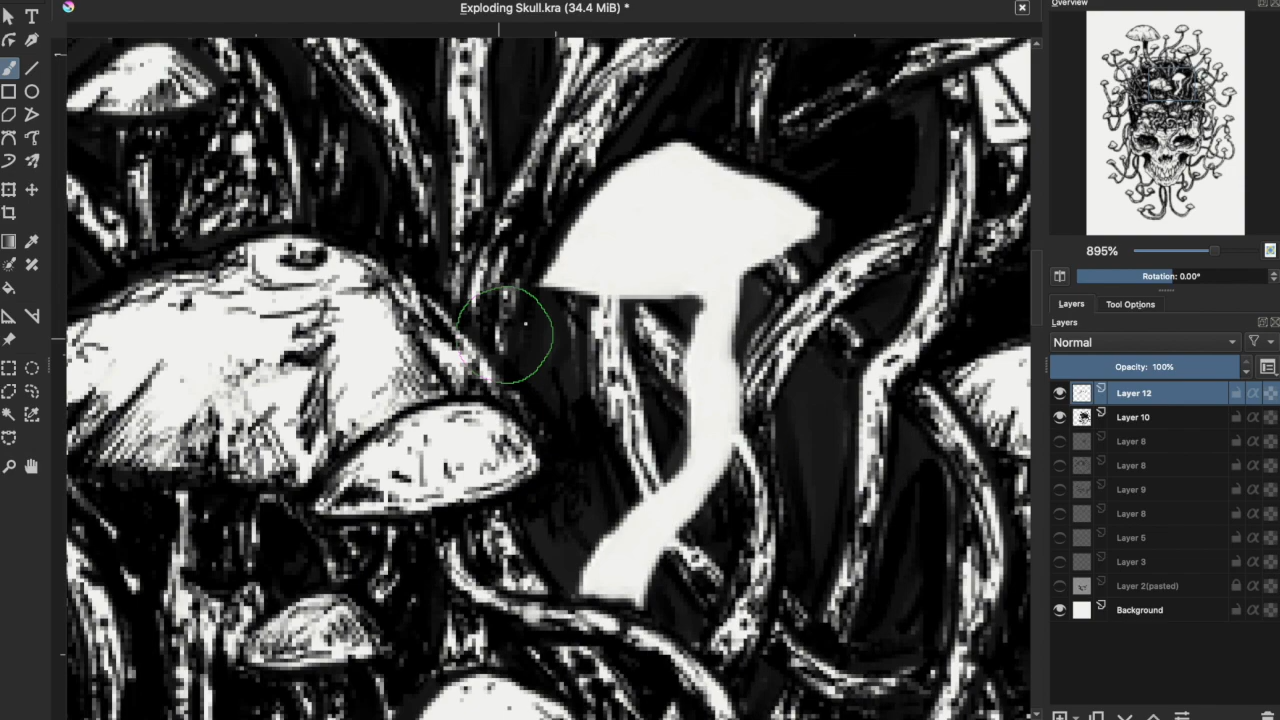 Exploding Skull.kra (34.4 MiB) *
Overview
895%
Rotation: 0.00°
Layers
Tool Options
Layers
Normal
Opacity: 100%
Layer 12
Layer 10
Layer 8
Layer 8
Layer 9
Layer 8
Layer 5
Layer 3
Layer 2(pasted)
Background